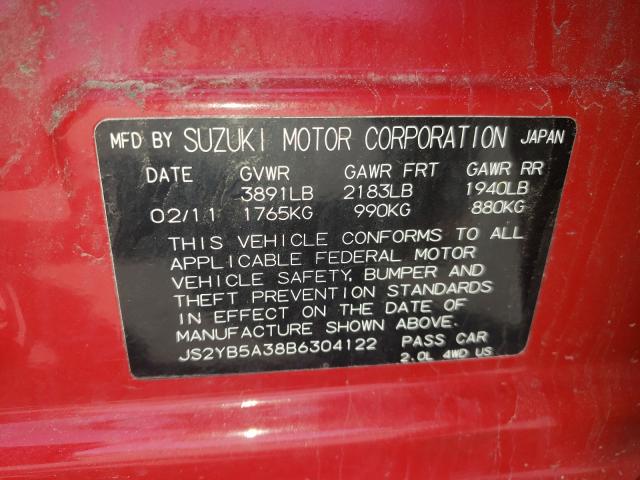 MFD BY SUZUKI MOTOR CORPORATION JAPAN
DATE GVWR GAWR FRT GAWR RR
3891LB 2183LB 1940LB
02/11 1765KG 990KG 880KG
THIS VEHICLE CONFORMS TO ALL
APPLICABLE FEDERAL MOTOR
VEHICLE SAFETY, BUMPER AND
THEFT PREVENTION STANDARDS
IN EFFECT ON THE DATE OF
MANUFACTURE SHOWN ABOVE.
JS2YB5A38B6304122 PASS CAR
2.0L 4WD US